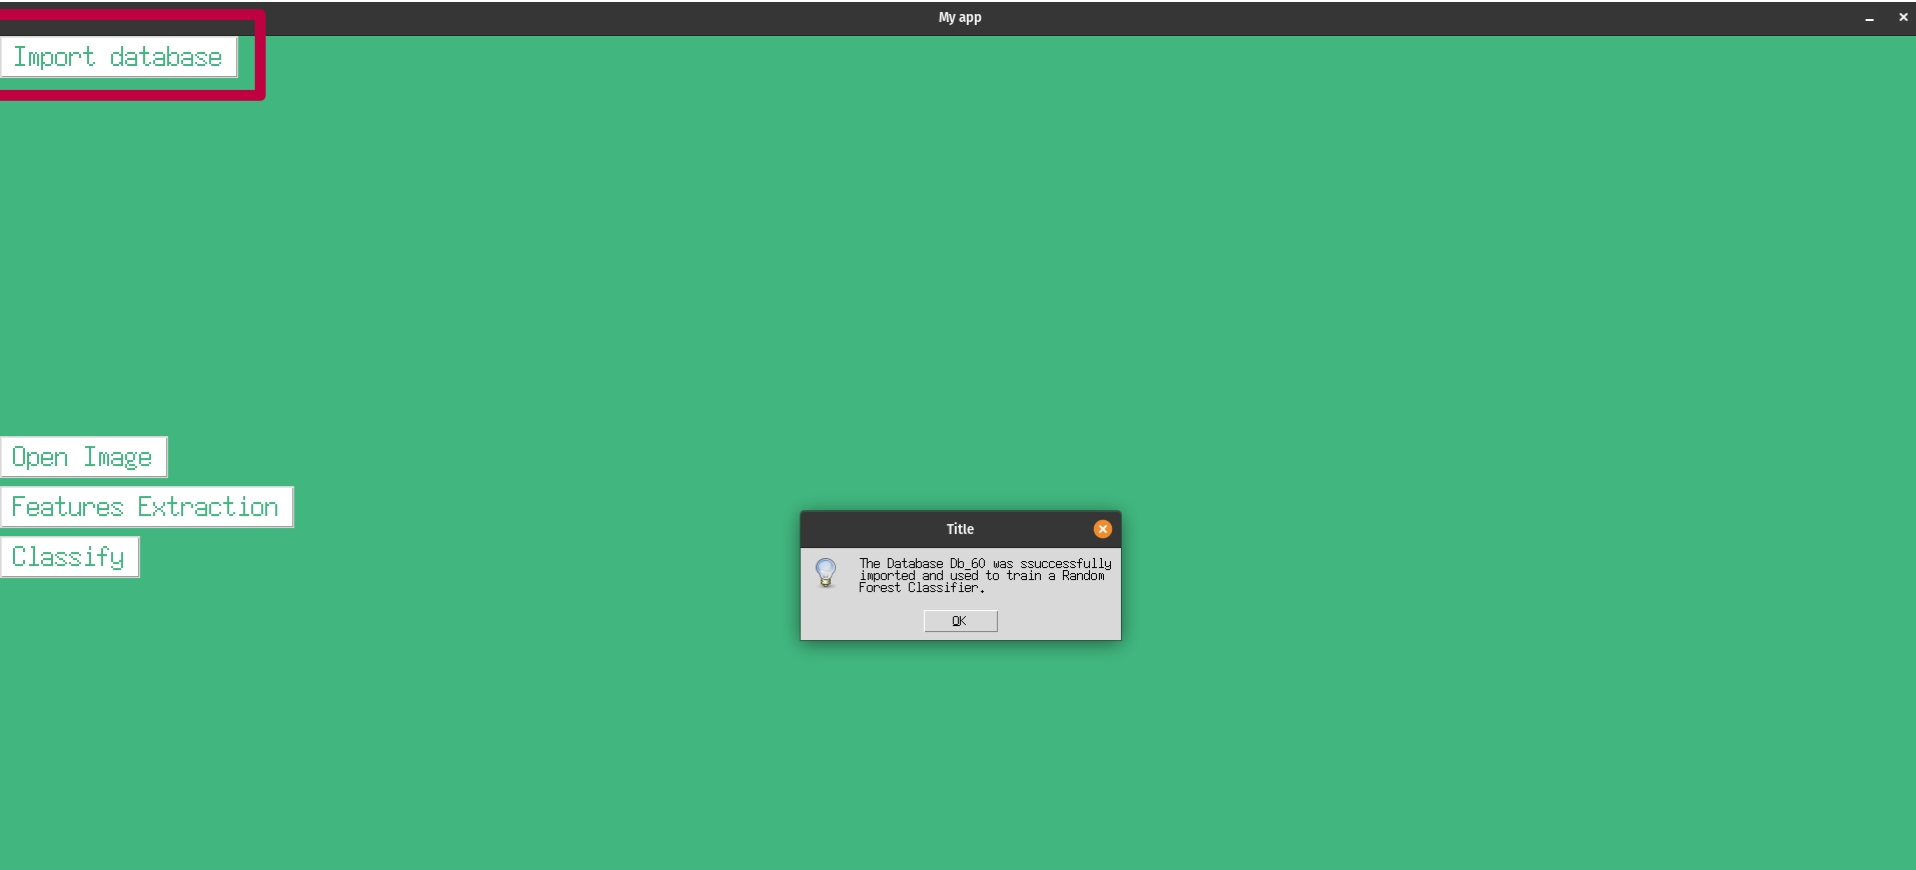 My app
Import database
Open Image
Features Extraction
Classify
Title
The Database Db_60 was ssuccessfully
imported and used to train a Random
Forest Classifier.
OK